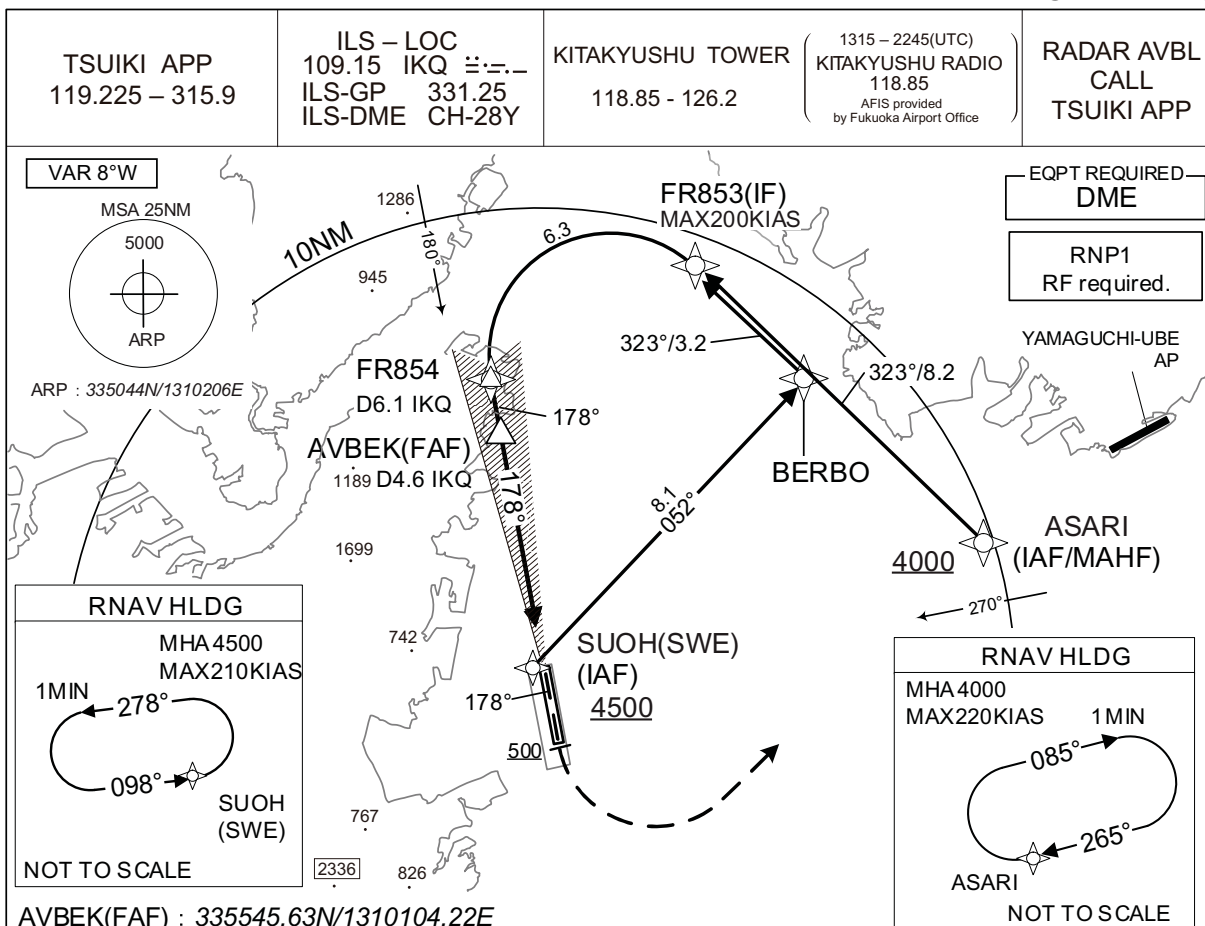 TSUIKI APP
119.225 – 315.9
ILS – LOC
109.15 IKQ
ILS-GP 331.25
ILS-DME CH-28Y
KITAKYUSHU TOWER
118.85 - 126.2
1315 – 2245(UTC)
KITAKYUSHU RADIO
118.85
AFIS provided
by Fukuoka Airport Office
RADAR AVBL
CALL
TSUIKI APP
VAR 8°W
MSA 25NM
5000
ARP
ARP : 335044N/1310206E
10NM
1286
945
180°
6.3
FR853(IF)
MAX200KIAS
EQPT REQUIRED
DME
RNP1
RF required.
YAMAGUCHI-UBE
AP
323°/3.2
323°/8.2
FR854
D6.1 IKQ
178°
AVBEK(FAF)
1189
D4.6 IKQ
178°
BERBO
8.1
052°
1699
ASARI
(IAF/MAHF)
4000
270°
742
SUOH(SWE)
(IAF)
4500
178°
500
767
2336
826
RNAV HLDG
MHA 4500
MAX210KIAS
1MIN
278°
098°
SUOH
(SWE)
NOT TO SCALE
RNAV HLDG
MHA 4000
MAX220KIAS
1MIN
085°
265°
ASARI
NOT TO SCALE
AVBEK(FAF) : 335545.63N/1310104.22E